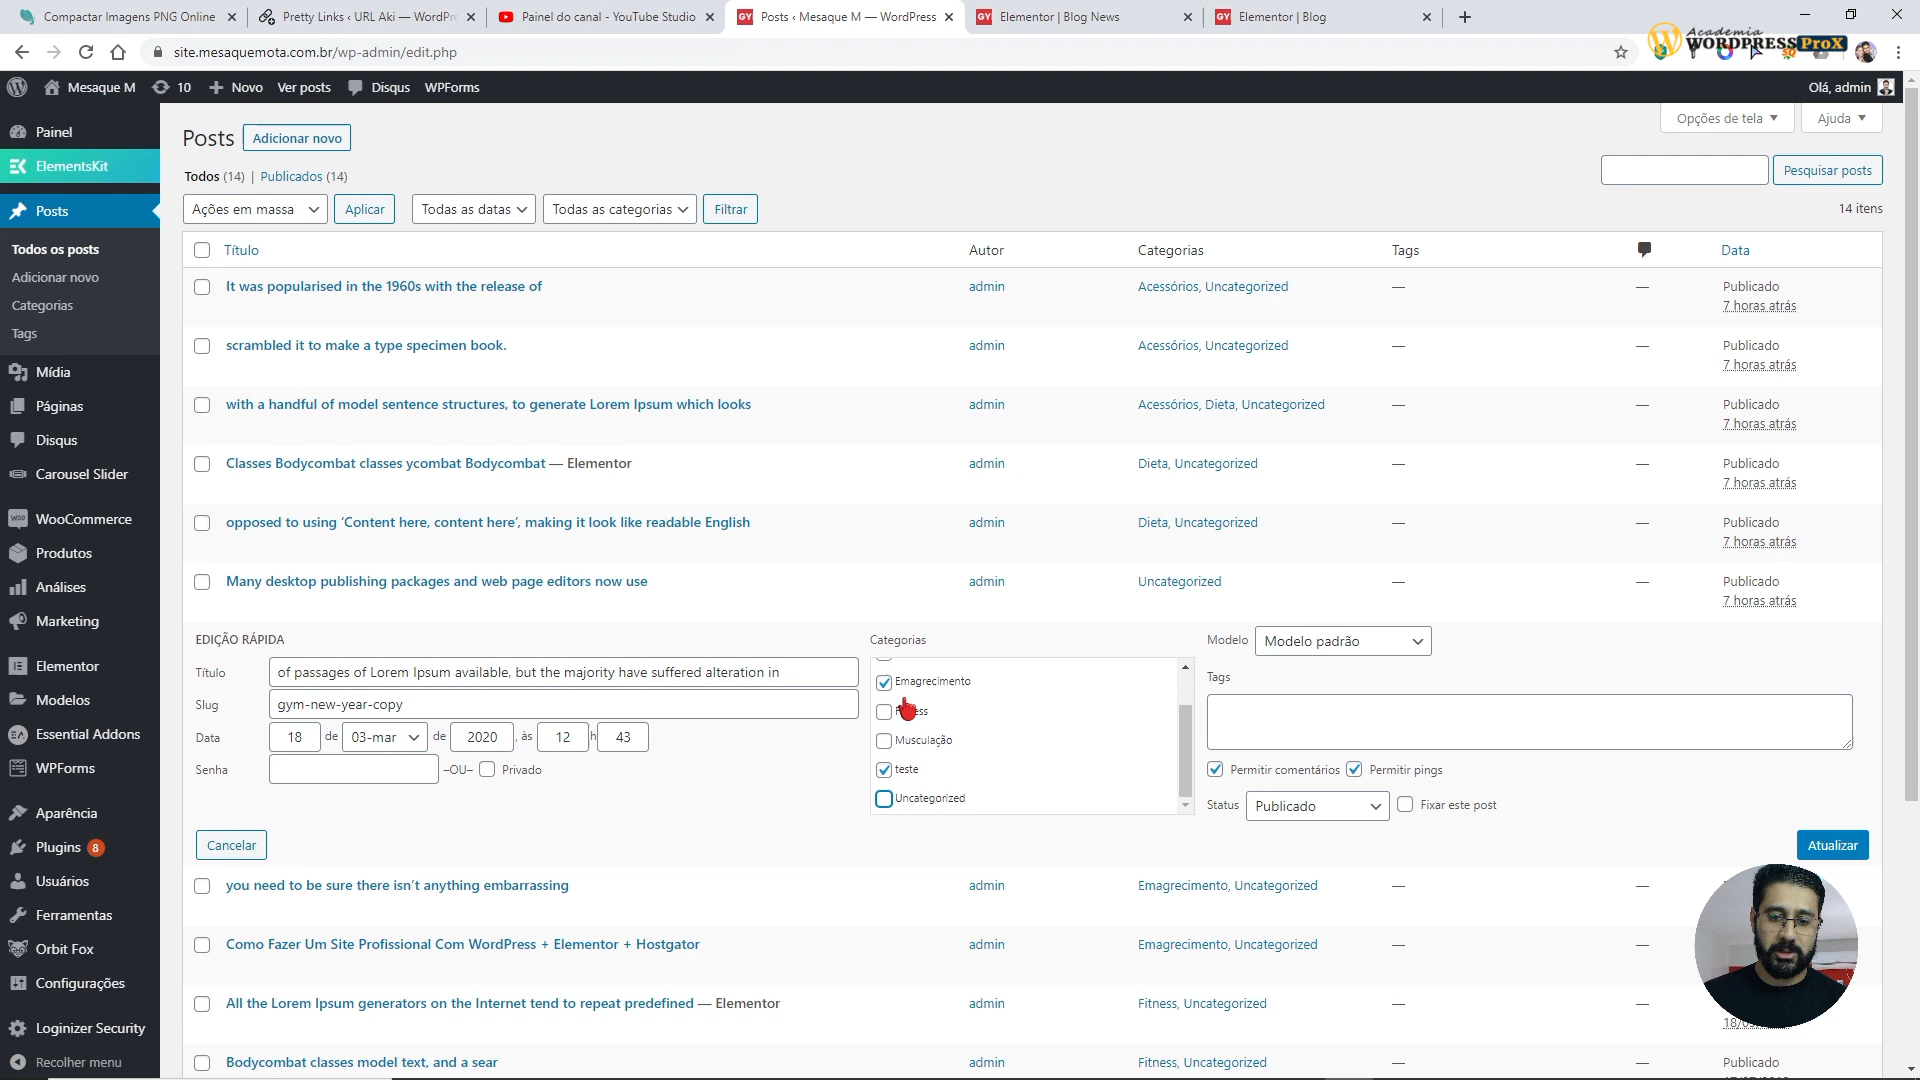 Compactar Imagens PNG Online
Pretty Links ‹ URL Aki — WordPre
Painel do canal - YouTube Studio
GY Posts ‹ Mesaque M — WordPress
GY Elementor | Blog News
GY Elementor | Blog
site.mesaquemota.com.br/wp-admin/edit.php
Academia
WORDPRESS ProX
Mesaque M
10
Novo
Ver posts
Disqus
WPForms
Olá, admin
Painel
ElementsKit
Posts
Todos os posts
Adicionar novo
Categorias
Tags
Mídia
Páginas
Disqus
Carousel Slider
WooCommerce
Produtos
Análises
Marketing
Elementor
Modelos
Essential Addons
WPForms
Aparência
Plugins 8
Usuários
Ferramentas
Orbit Fox
Configurações
Loginizer Security
Recolher menu
Posts Adicionar novo
Opções de tela
Ajuda
Todos (14) | Publicados (14)
Pesquisar posts
Ações em massa Aplicar Todas as datas Todas as categorias Filtrar
14 itens
Título Autor Categorias Tags Data
It was popularised in the 1960s with the release of admin Acessórios, Uncategorized — — Publicado
7 horas atrás
scrambled it to make a type specimen book. admin Acessórios, Uncategorized — — Publicado
7 horas atrás
with a handful of model sentence structures, to generate Lorem Ipsum which looks admin Acessórios, Dieta, Uncategorized — — Publicado
7 horas atrás
Classes Bodycombat classes ycombat Bodycombat — Elementor admin Dieta, Uncategorized — — Publicado
7 horas atrás
opposed to using ‘Content here, content here’, making it look like readable English admin Dieta, Uncategorized — — Publicado
7 horas atrás
Many desktop publishing packages and web page editors now use admin Uncategorized — — Publicado
7 horas atrás
EDIÇÃO RÁPIDA
Título of passages of Lorem Ipsum available, but the majority have suffered alteration in
Slug gym-new-year-copy
Data 18 de 03-mar de 2020 , às 12 h 43
Senha –OU– Privado
Categorias
Emagrecimento
Musculação
teste
Uncategorized
Modelo Modelo padrão
Tags
Permitir comentários Permitir pings
Status Publicado Fixar este post
Cancelar Atualizar
you need to be sure there isn’t anything embarrassing admin Emagrecimento, Uncategorized — —
Como Fazer Um Site Profissional Com WordPress + Elementor + Hostgator admin Emagrecimento, Uncategorized — —
All the Lorem Ipsum generators on the Internet tend to repeat predefined — Elementor admin Fitness, Uncategorized — —
Bodycombat classes model text, and a sear admin Fitness, Uncategorized — — Publicado